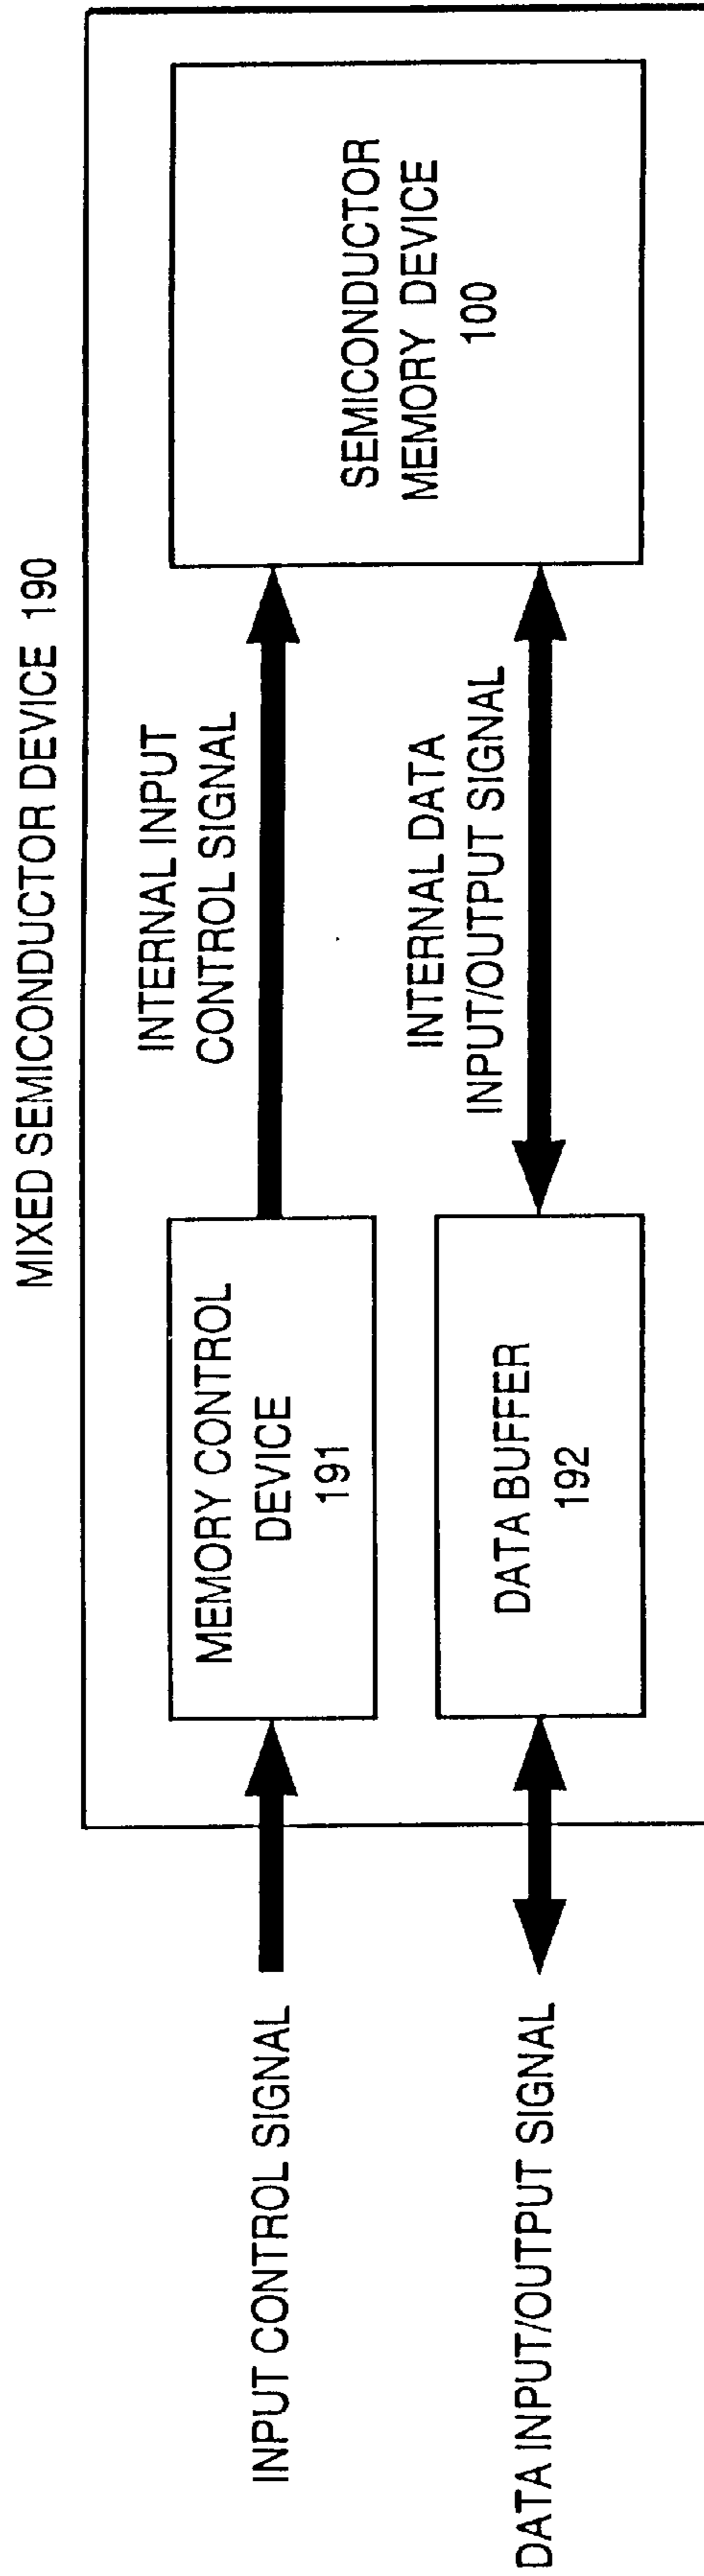 MIXED SEMICONDUCTOR DEVICE 190
INPUT CONTROL SIGNAL
MEMORY CONTROL
DEVICE
191
INTERNAL INPUT
CONTROL SIGNAL
SEMICONDUCTOR
MEMORY DEVICE
100
DATA INPUT/OUTPUT SIGNAL
DATA BUFFER
192
INTERNAL DATA
INPUT/OUTPUT SIGNAL